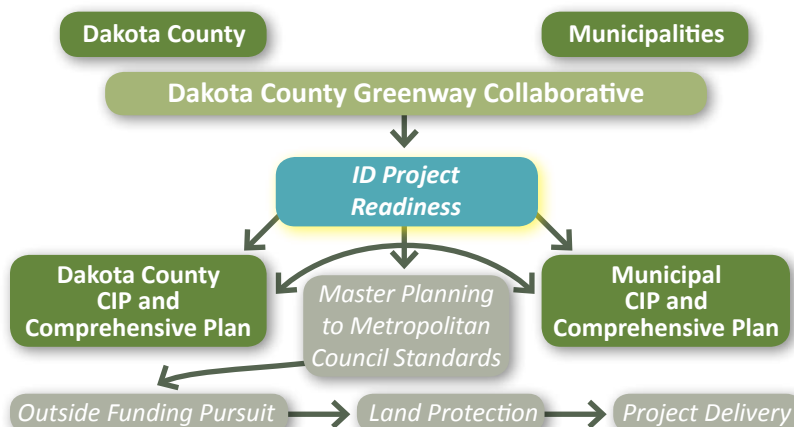 Dakota County
Municipalities
Dakota County Greenway Collaborative
ID Project
Readiness
Dakota County
CIP and
Comprehensive Plan
Master Planning
to Metropolitan
Council Standards
Municipal
CIP and
Comprehensive Plan
Outside Funding Pursuit
Land Protection
Project Delivery